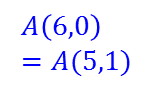 A(6,0)
= A(5,1)